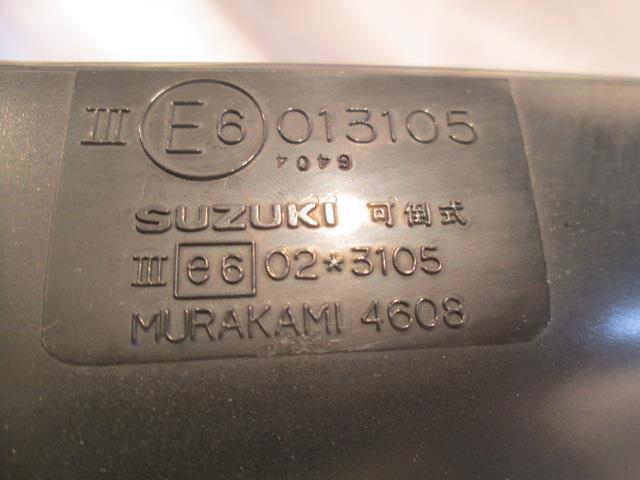 III E6 013105
6404
SUZUKI 可倒式
III e6 02*3105
MURAKAMI 4608